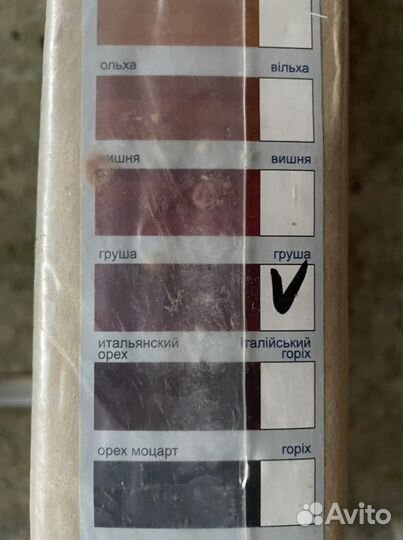 ольха вільха
вишня вишня
груша груша
итальянский італійський
орех горіх
орех моцарт горіх
Avito